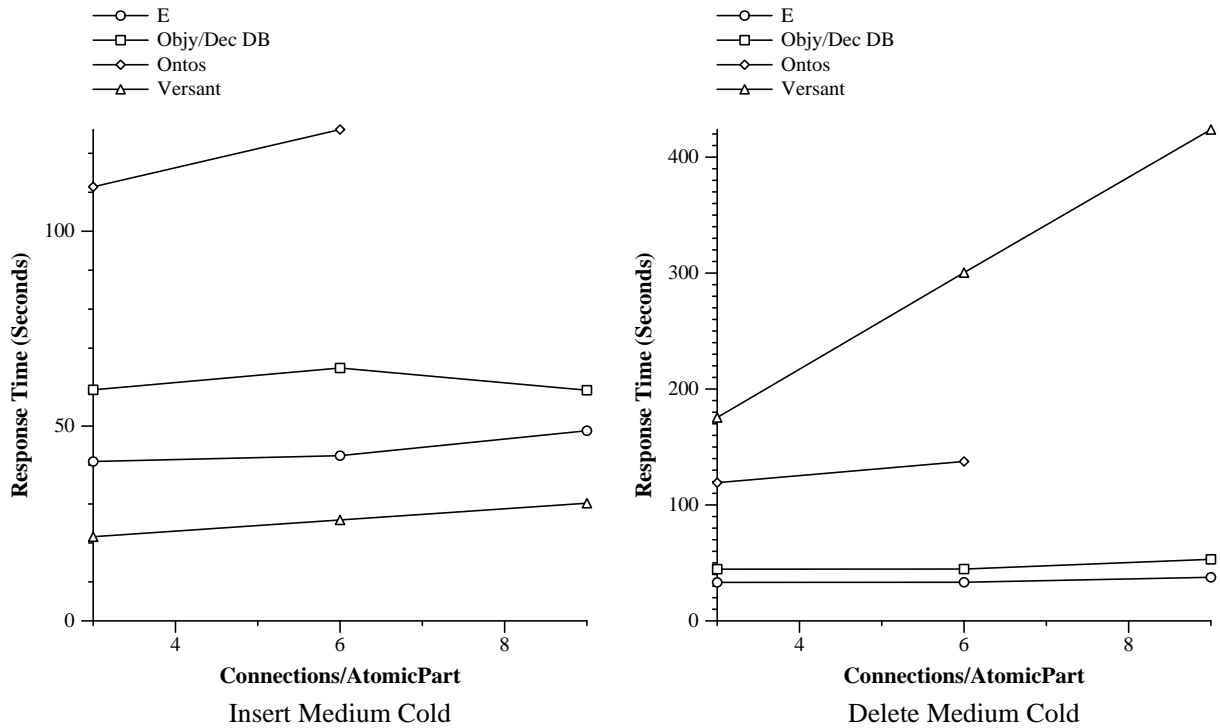 E
Objy/Dec DB
Ontos
Versant
100
50
0
4 6 8
Response Time (Seconds)
Connections/AtomicPart
Insert Medium Cold
E
Objy/Dec DB
Ontos
Versant
400
300
200
100
0
4 6 8
Response Time (Seconds)
Connections/AtomicPart
Delete Medium Cold